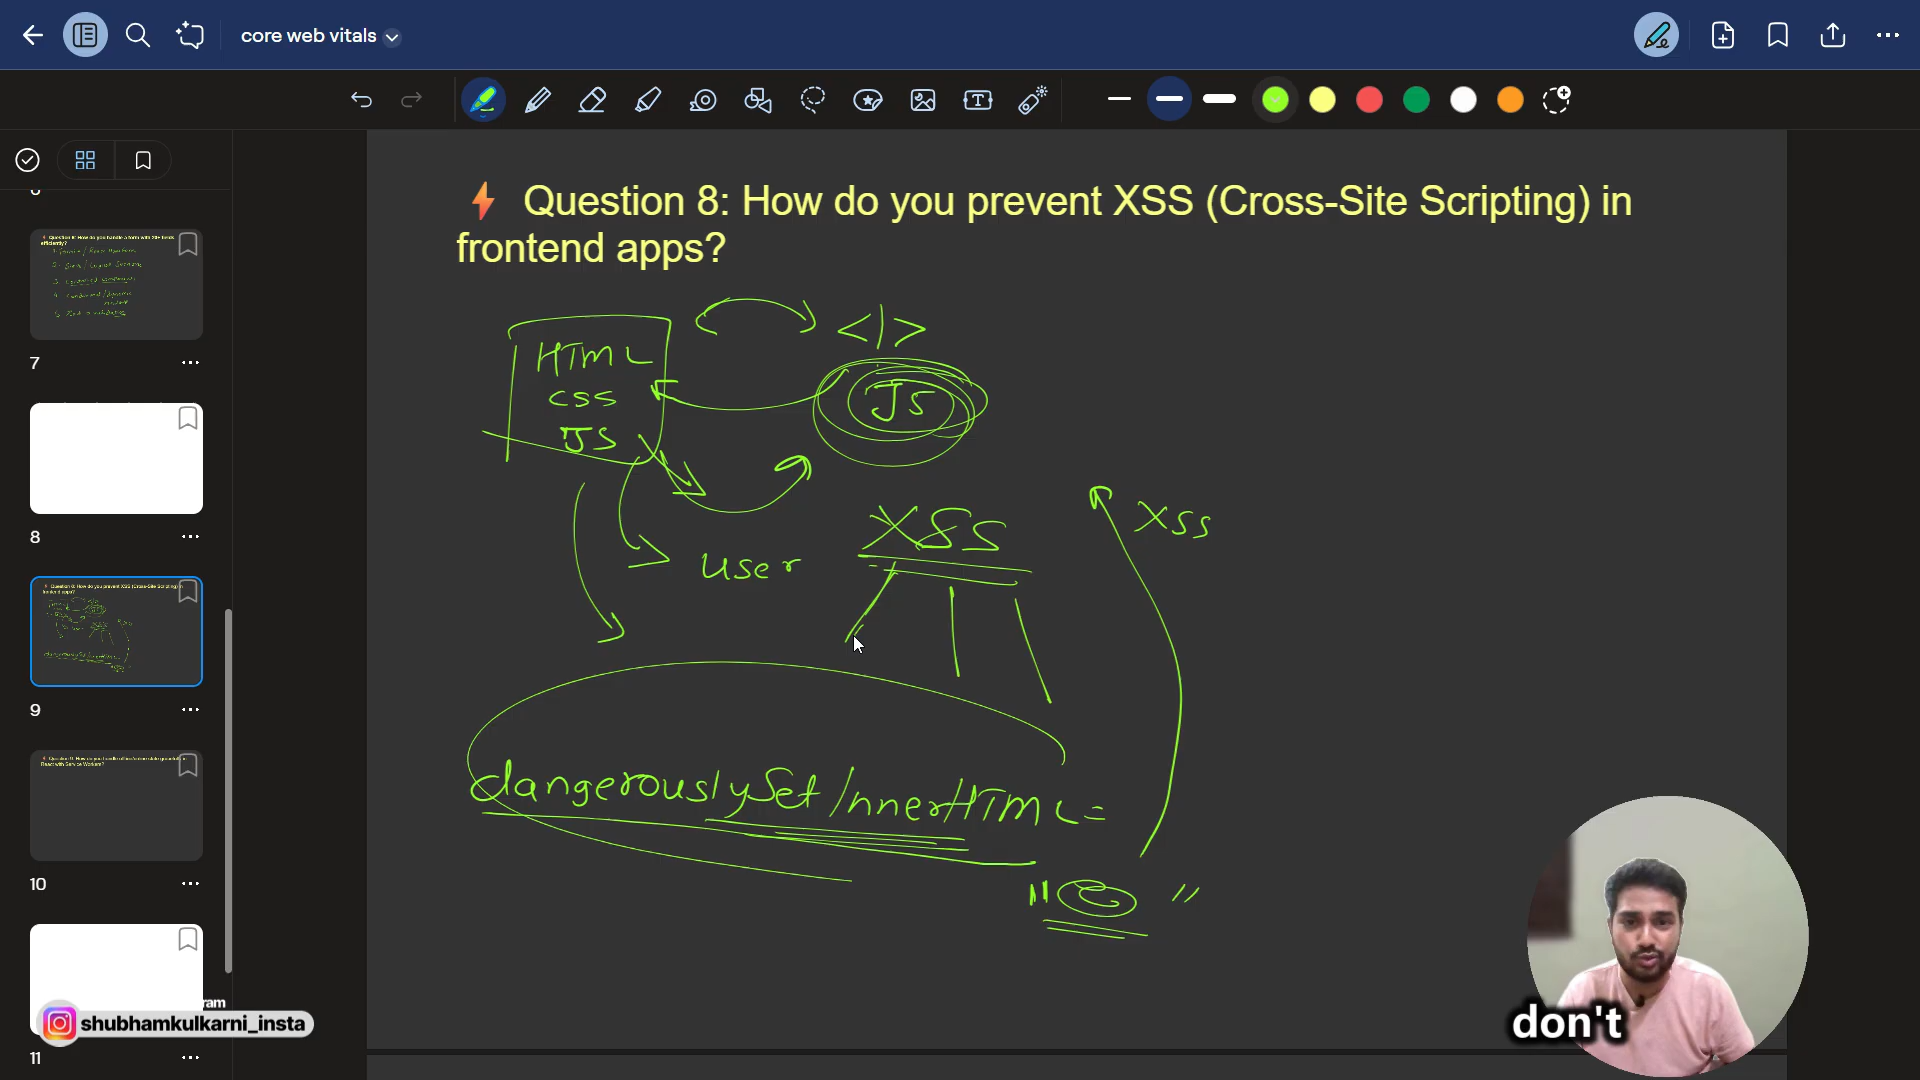 core web vitals
⚡ Question 8: How do you prevent XSS (Cross-Site Scripting) in
frontend apps?
HTML
CSS
JS
</>
JS
XSS
XSS
user
dangerouslySetInnerHTML=
" "
7
8
9
10
11
ram
shubhamkulkarni_insta
don't